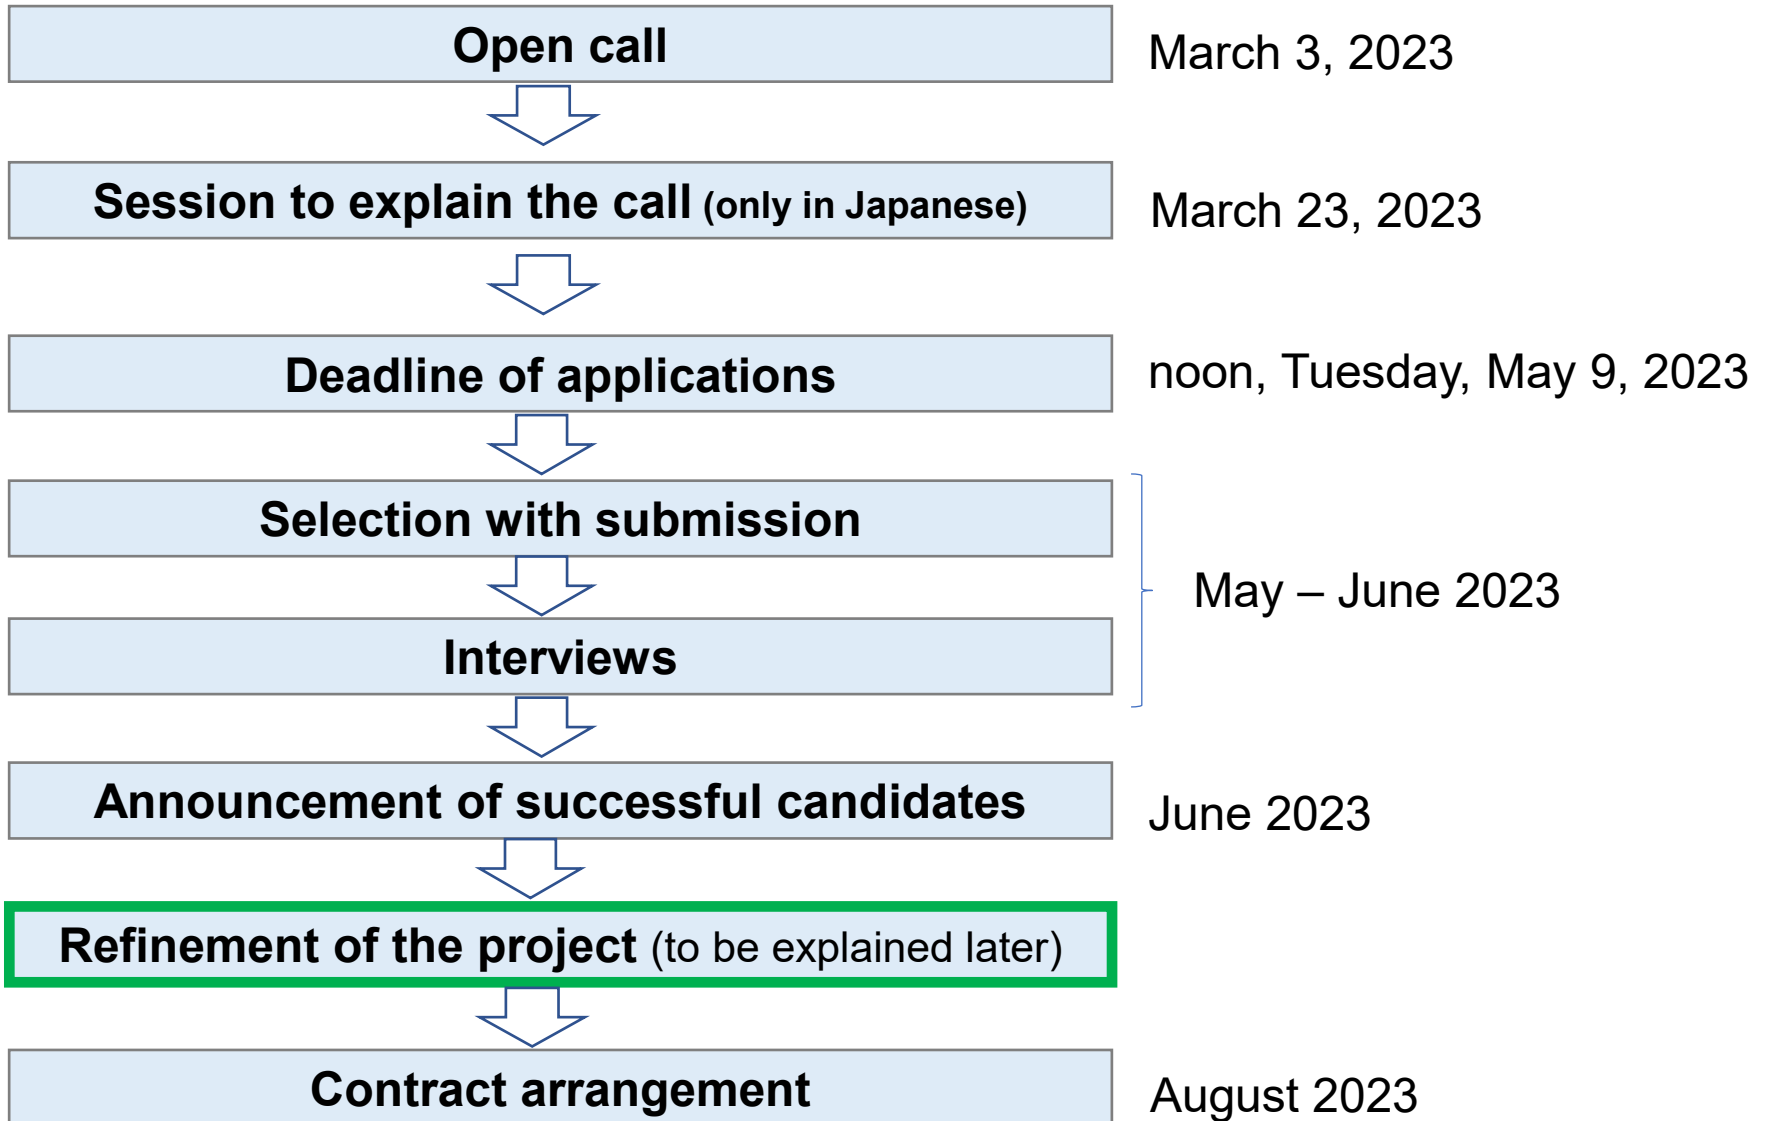 Open call
March 3, 2023
Session to explain the call (only in Japanese)
March 23, 2023
Deadline of applications
noon, Tuesday, May 9, 2023
Selection with submission
May – June 2023
Interviews
Announcement of successful candidates
June 2023
Refinement of the project (to be explained later)
Contract arrangement
August 2023